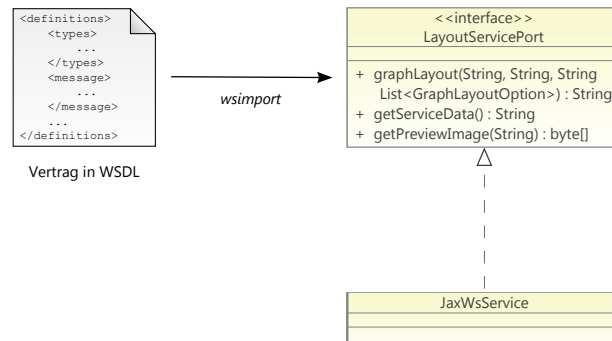 <definitions>
<types>
...
</types>
<message>
...
</message>
...
</definitions>
Vertrag in WSDL
wsimport
<<interface>>
LayoutServicePort
+ graphLayout(String, String, String
List<GraphLayoutOption>) : String
+ getServiceData() : String
+ getPreviewImage(String) : byte[]
JaxWsService